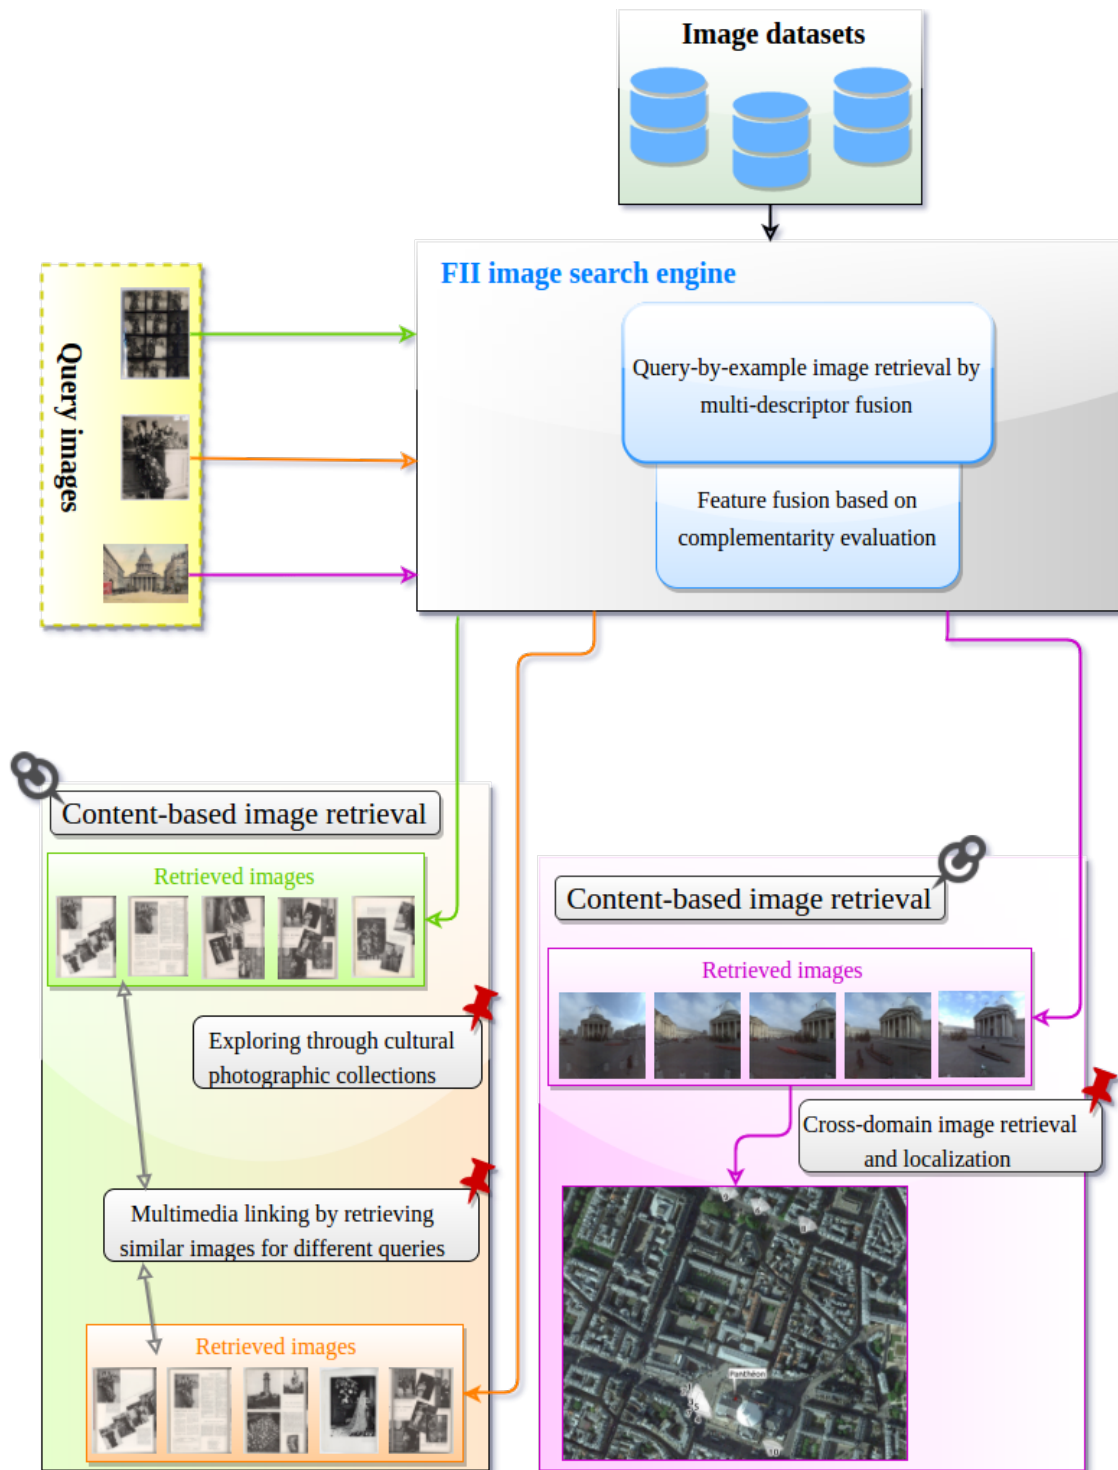 Image datasets
FII image search engine
Query images
Query-by-example image retrieval by
multi-descriptor fusion
Feature fusion based on
complementarity evaluation
Content-based image retrieval
Retrieved images
Exploring through cultural
photographic collections
Multimedia linking by retrieving
similar images for different queries
Retrieved images
Content-based image retrieval
Retrieved images
Cross-domain image retrieval
and localization
Panthéon